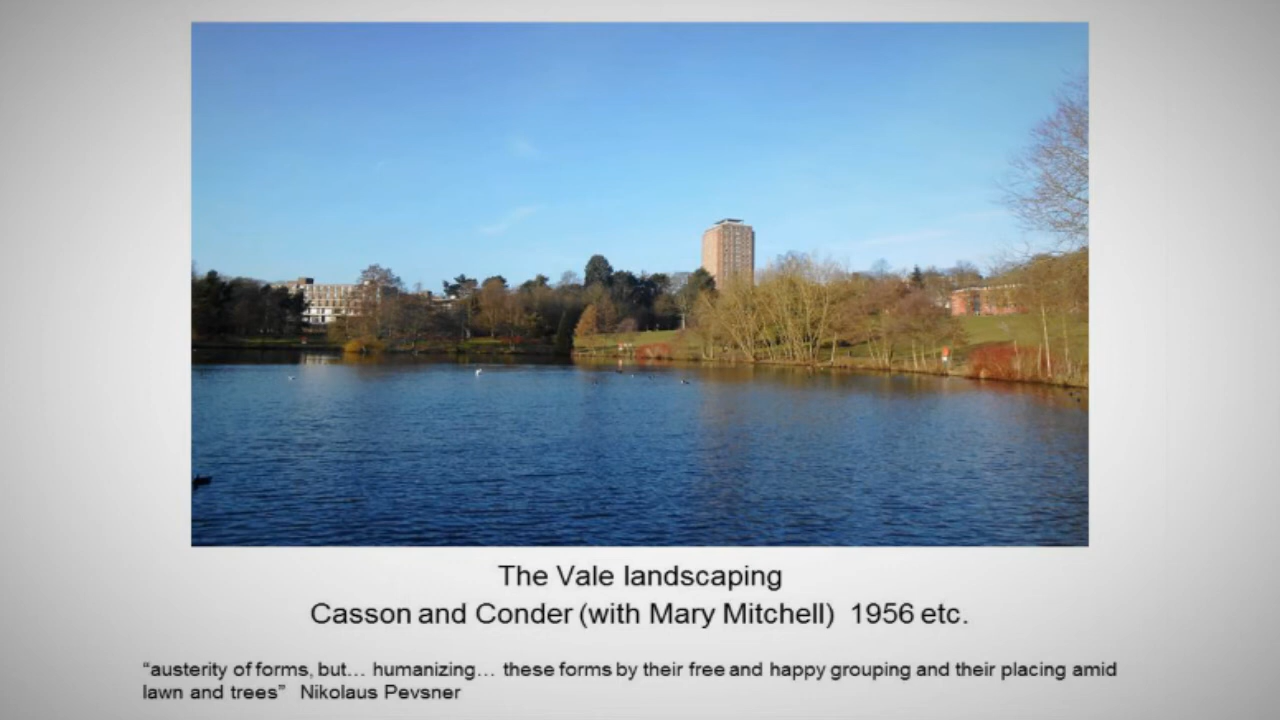 The Vale landscaping
Casson and Conder (with Mary Mitchell) 1956 etc.
“austerity of forms, but… humanizing… these forms by their free and happy grouping and their placing amid
lawn and trees” Nikolaus Pevsner